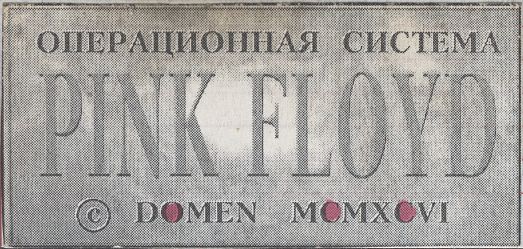 ОПЕРАЦИОННАЯ СИСТЕМА
PINK FLOYD
© DOMEN MCMXCVI